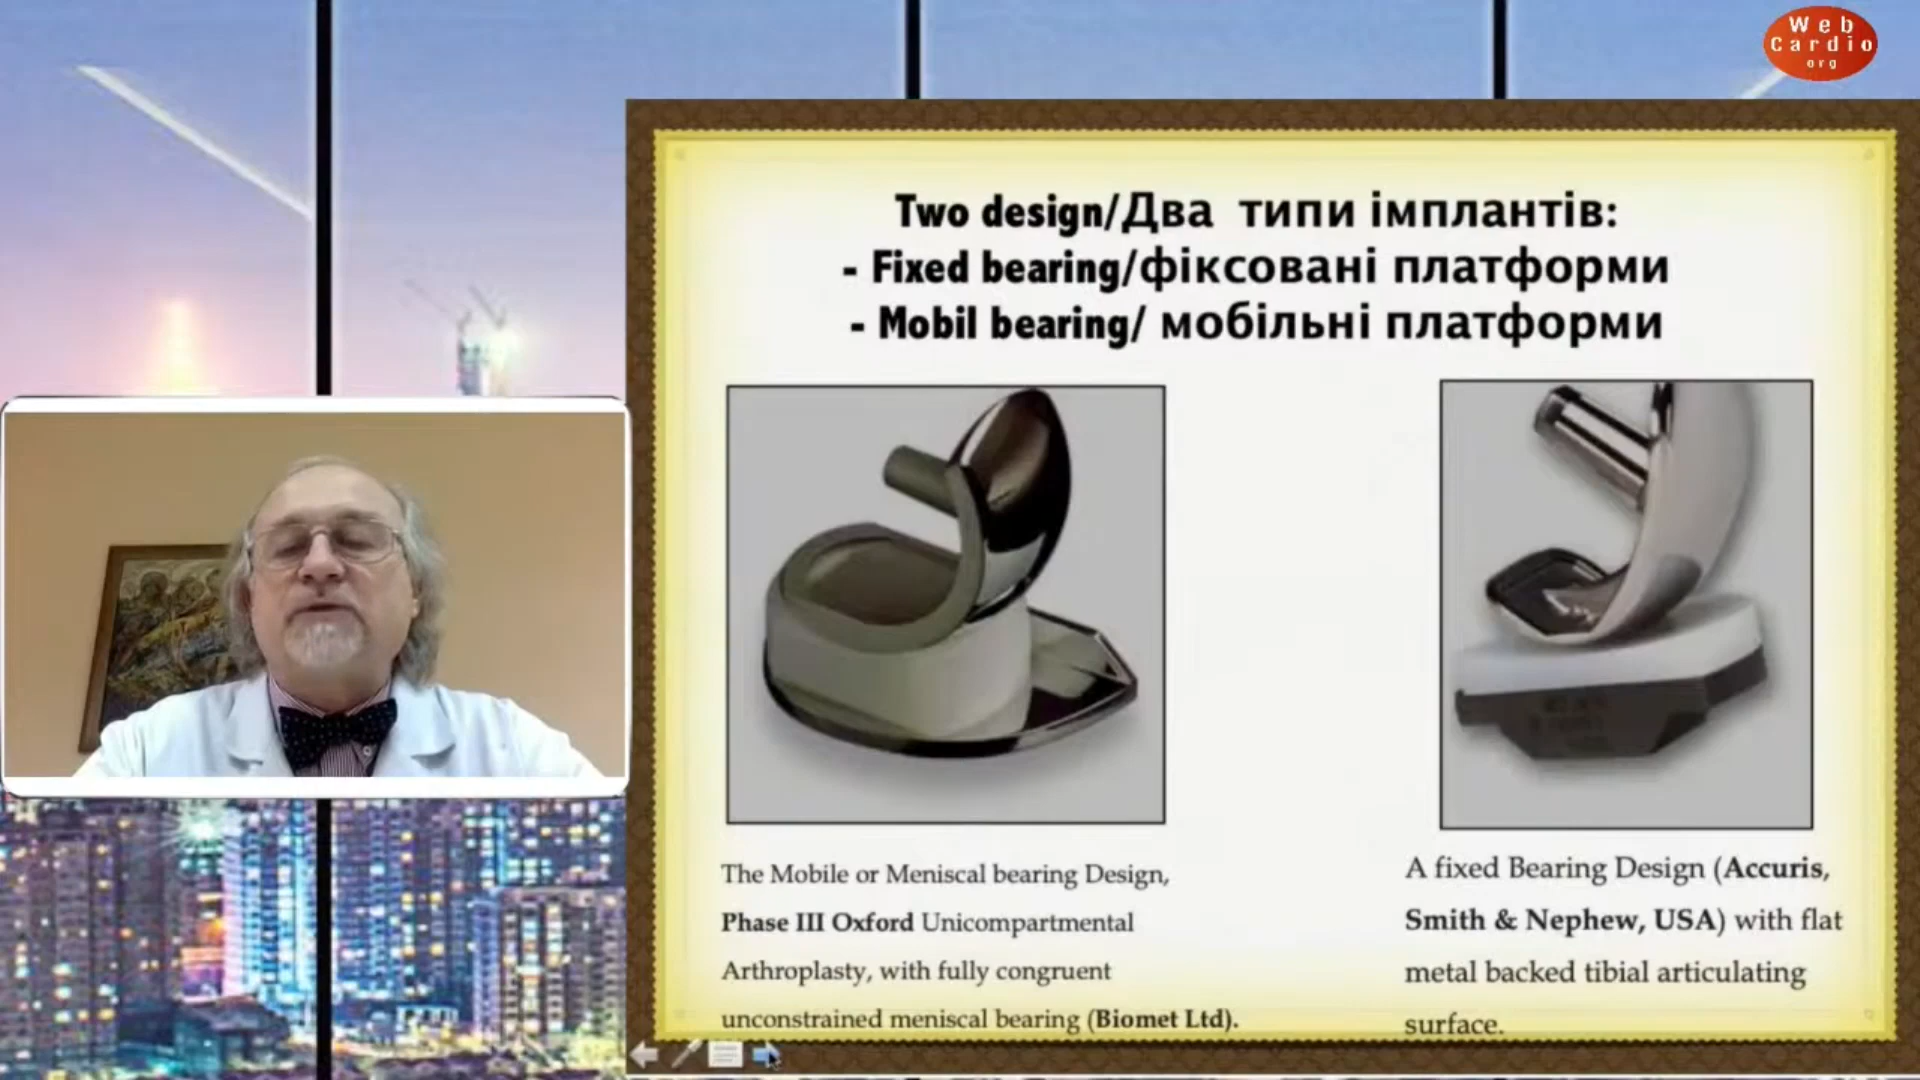 Web
Cardio
org
Two design/Два типи імплантів:
- Fixed bearing/фіксовані платформи
- Mobil bearing/ мобільні платформи
The Mobile or Meniscal bearing Design,
Phase III Oxford Unicompartmental
Arthroplasty, with fully congruent
unconstrained meniscal bearing (Biomet Ltd).
A fixed Bearing Design (Accuris,
Smith & Nephew, USA) with flat
metal backed tibial articulating
surface.